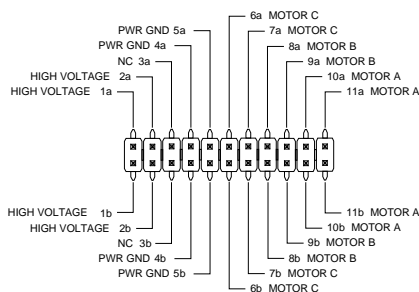 6a MOTOR C
PWR GND 5a 7a MOTOR C
PWR GND 4a 8a MOTOR B
NC 3a 9a MOTOR B
HIGH VOLTAGE 2a 10a MOTOR A
HIGH VOLTAGE 1a 11a MOTOR A
HIGH VOLTAGE 1b 11b MOTOR A
HIGH VOLTAGE 2b 10b MOTOR A
NC 3b 9b MOTOR B
PWR GND 4b 8b MOTOR B
PWR GND 5b 7b MOTOR C
6b MOTOR C